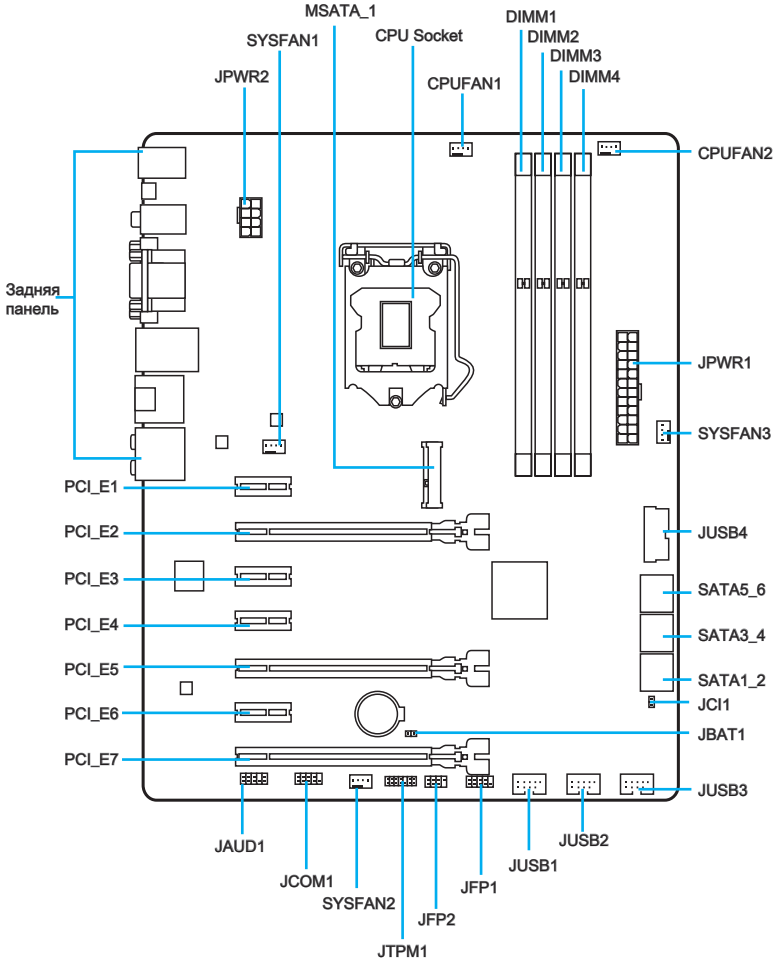 MSATA_1
DIMM1
SYSFAN1
CPU Socket
DIMM2
DIMM3
JPWR2
CPUFAN1
DIMM4
CPUFAN2
Задняя
панель
JPWR1
SYSFAN3
PCI_E1
PCI_E2
JUSB4
PCI_E3
SATA5_6
PCI_E4
SATA3_4
PCI_E5
SATA1_2
JCI1
PCI_E6
JBAT1
PCI_E7
JUSB3
JAUD1
JUSB2
JUSB1
JCOM1
JFP1
SYSFAN2
JFP2
JTPM1